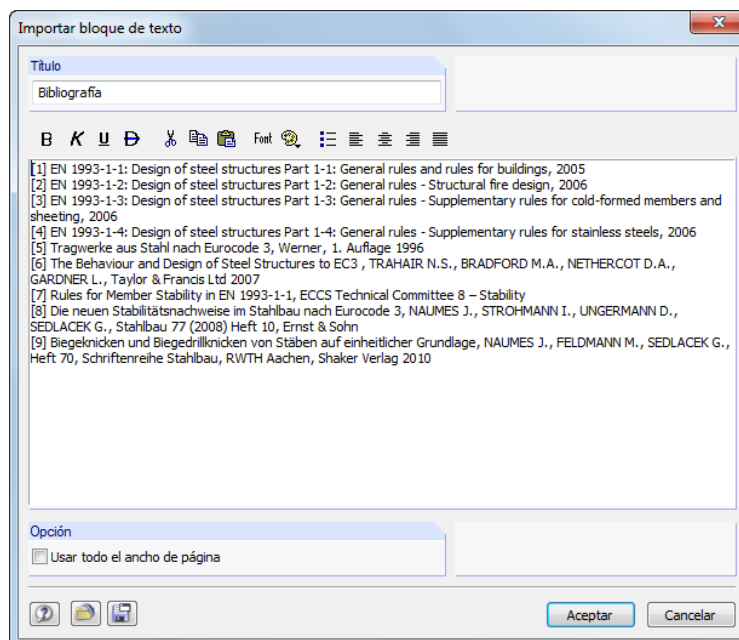 Importar bloque de texto
Título
Bibliografía
B K U D Font
[1] EN 1993-1-1: Design of steel structures Part 1-1: General rules and rules for buildings, 2005
[2] EN 1993-1-2: Design of steel structures Part 1-2: General rules - Structural fire design, 2006
[3] EN 1993-1-3: Design of steel structures Part 1-3: General rules - Supplementary rules for cold-formed members and
sheeting, 2006
[4] EN 1993-1-4: Design of steel structures Part 1-4: General rules - Supplementary rules for stainless steels, 2006
[5] Tragwerke aus Stahl nach Eurocode 3, Werner, 1. Auflage 1996
[6] The Behaviour and Design of Steel Structures to EC3 , TRAHAIR N.S., BRADFORD M.A., NETHERCOT D.A.,
GARDNER L., Taylor & Francis Ltd 2007
[7] Rules for Member Stability in EN 1993-1-1, ECCS Technical Committee 8 – Stability
[8] Die neuen Stabilitätsnachweise im Stahlbau nach Eurocode 3, NAUMES J., STROHMANN I., UNGERMANN D.,
SEDLACEK G., Stahlbau 77 (2008) Heft 10, Ernst & Sohn
[9] Biegeknicken und Biegedrillknicken von Stäben auf einheitlicher Grundlage, NAUMES J., FELDMANN M., SEDLACEK G.,
Heft 70, Schriftenreihe Stahlbau, RWTH Aachen, Shaker Verlag 2010
Opción
Usar todo el ancho de página
Aceptar Cancelar